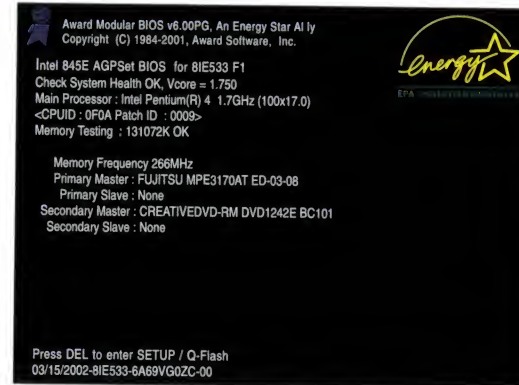 Award Modular BIOS v6.00PG, An Energy Star Al ly
Copyright (C) 1984-2001, Award Software, Inc.
Intel 845E AGPSet BIOS for 8IE533 F1
Check System Health OK, Vcore = 1.750
Main Processor : Intel Pentium(R) 4 1.7GHz (100x17.0)
<CPUID : 0F0A Patch ID : 0009>
Memory Testing : 131072K OK
Memory Frequency 266MHz
Primary Master : FUJITSU MPE3170AT ED-03-08
Primary Slave : None
Secondary Master : CREATIVEDVD-RM DVD1242E BC101
Secondary Slave : None
Press DEL to enter SETUP / Q-Flash
03/15/2002-8IE533-6A69VG0ZC-00
energy
EPA